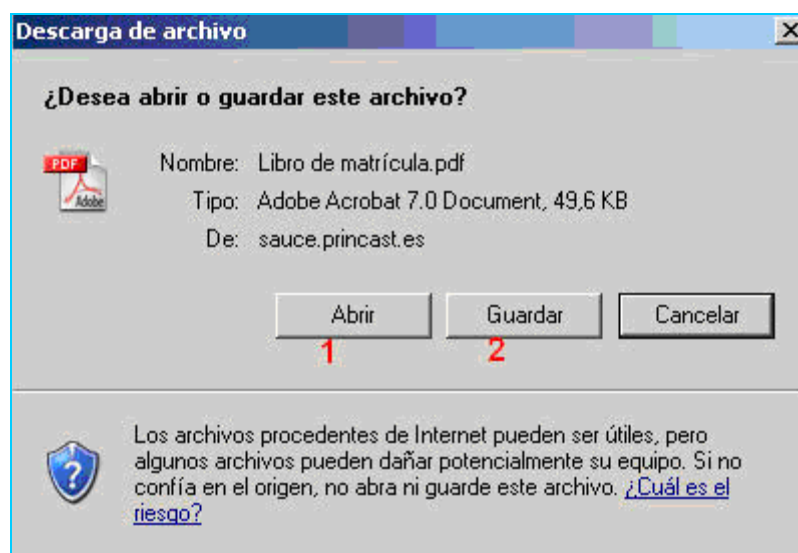 Descarga de archivo
¿Desea abrir o guardar este archivo?
PDF
Adobe
Nombre: Libro de matrícula.pdf
Tipo: Adobe Acrobat 7.0 Document, 49,6 KB
De: sauce.princast.es
Abrir Guardar Cancelar
1 2
Los archivos procedentes de Internet pueden ser útiles, pero
algunos archivos pueden dañar potencialmente su equipo. Si no
confía en el origen, no abra ni guarde este archivo. ¿Cuál es el
riesgo?